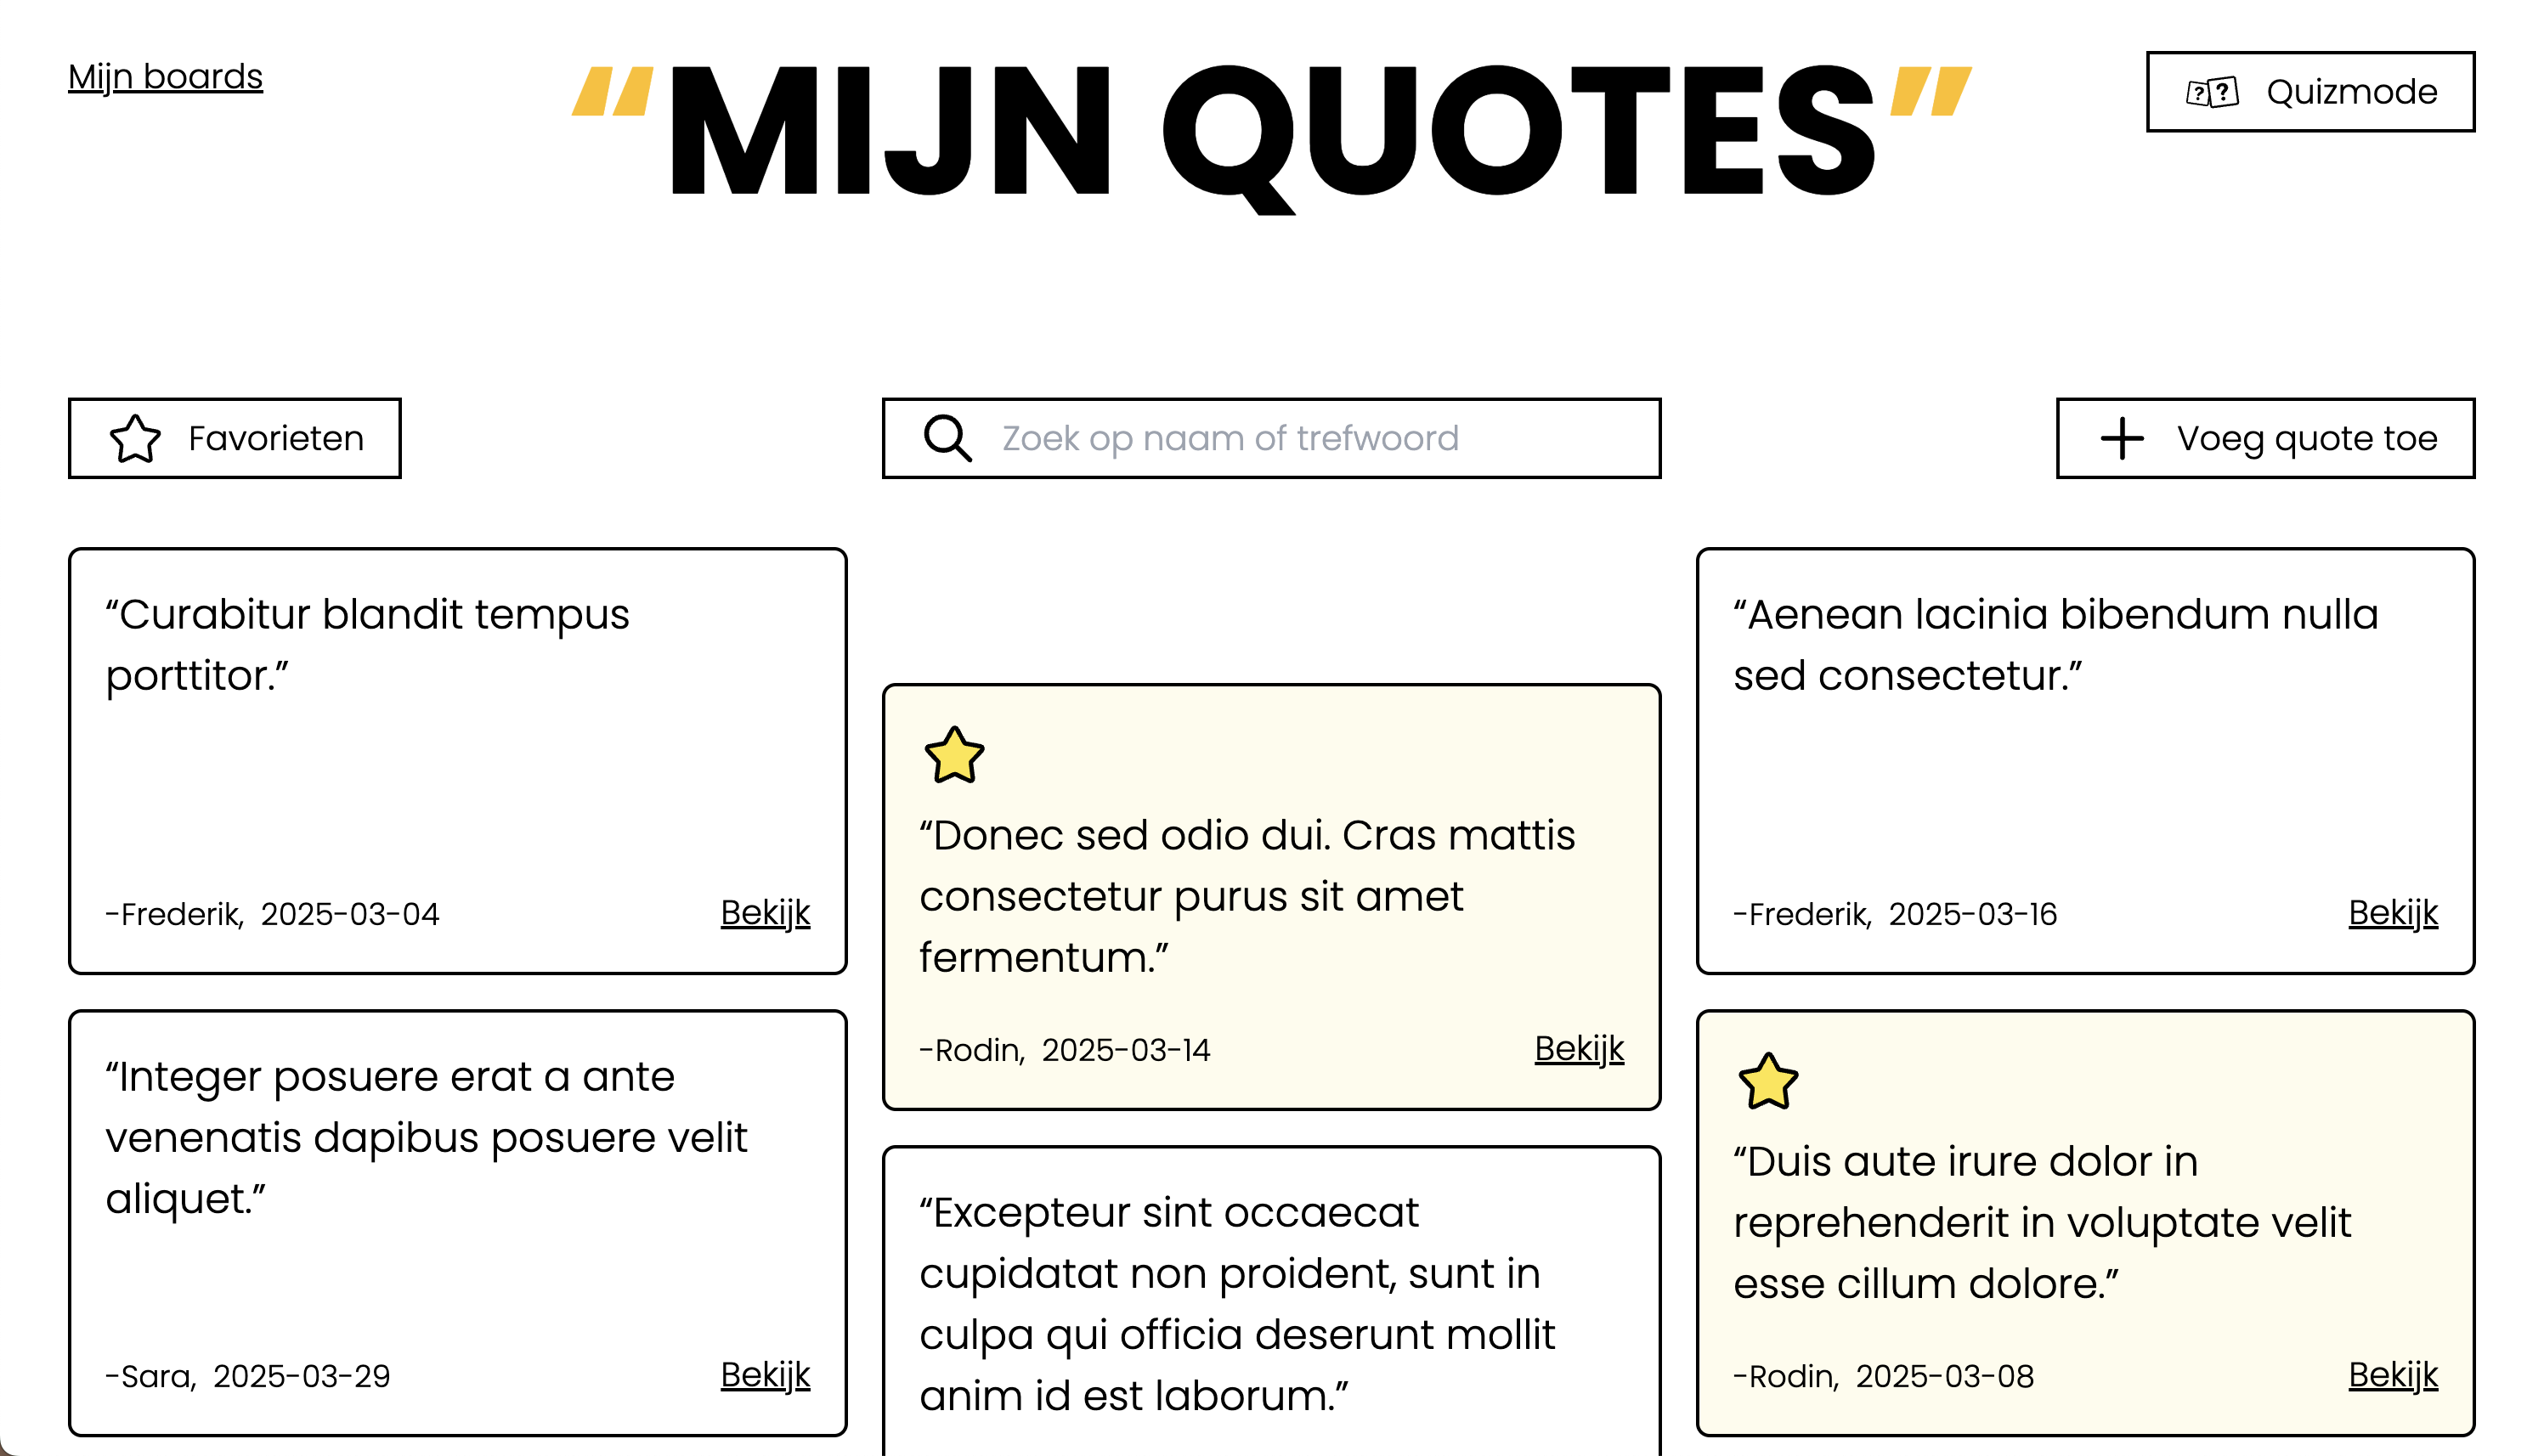 Mijn boards
“MIJN QUOTES”
Quizmode
Favorieten
Zoek op naam of trefwoord
Voeg quote toe
“Curabitur blandit tempus
porttitor.”
-Frederik, 2025-03-04
Bekijk
“Donec sed odio dui. Cras mattis
consectetur purus sit amet
fermentum.”
-Rodin, 2025-03-14
Bekijk
“Aenean lacinia bibendum nulla
sed consectetur.”
-Frederik, 2025-03-16
Bekijk
“Integer posuere erat a ante
venenatis dapibus posuere velit
aliquet.”
-Sara, 2025-03-29
Bekijk
“Excepteur sint occaecat
cupidatat non proident, sunt in
culpa qui officia deserunt mollit
anim id est laborum.”
“Duis aute irure dolor in
reprehenderit in voluptate velit
esse cillum dolore.”
-Rodin, 2025-03-08
Bekijk